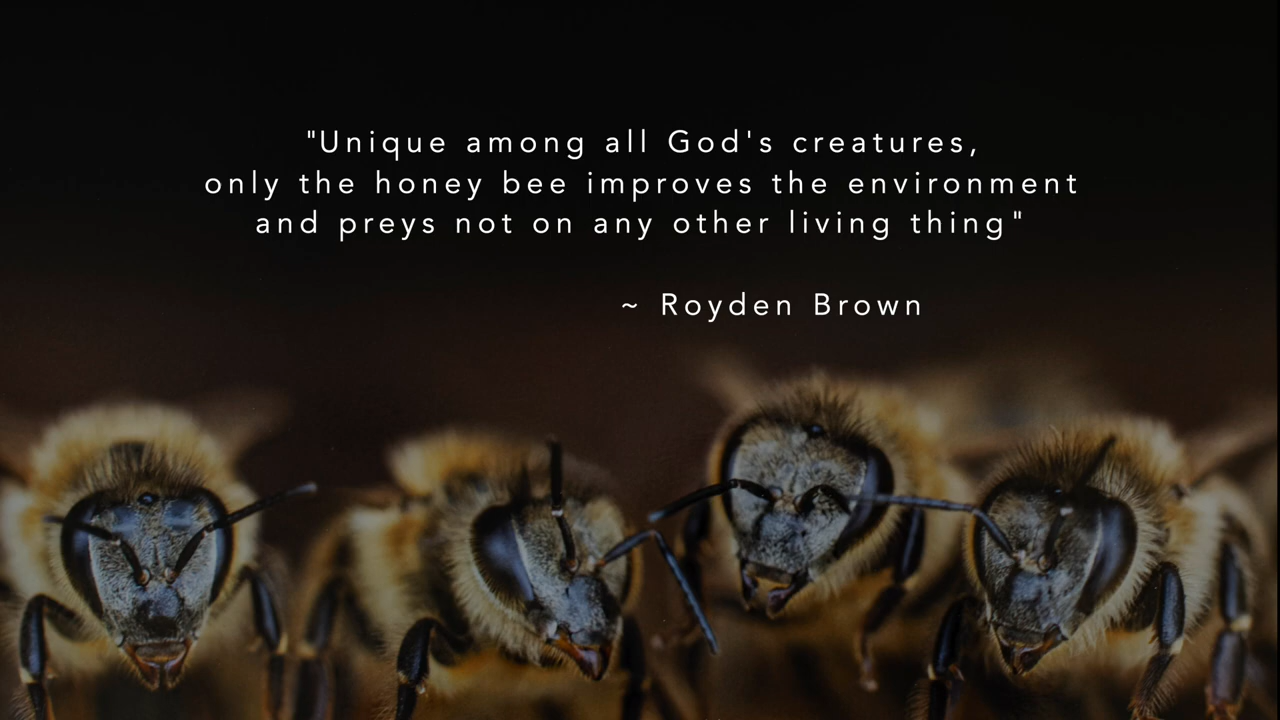 "Unique among all God's creatures,
only the honey bee improves the environment
and preys not on any other living thing"
~ Royden Brown